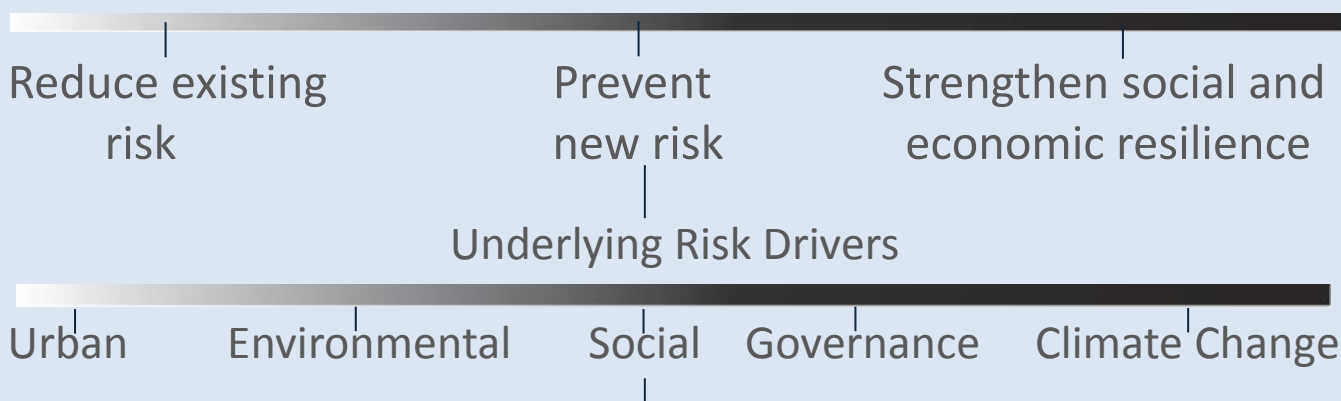 Reduce existing
risk
Prevent
new risk
Strengthen social and
economic resilience
Underlying Risk Drivers
Urban
Environmental
Social
Governance
Climate Change